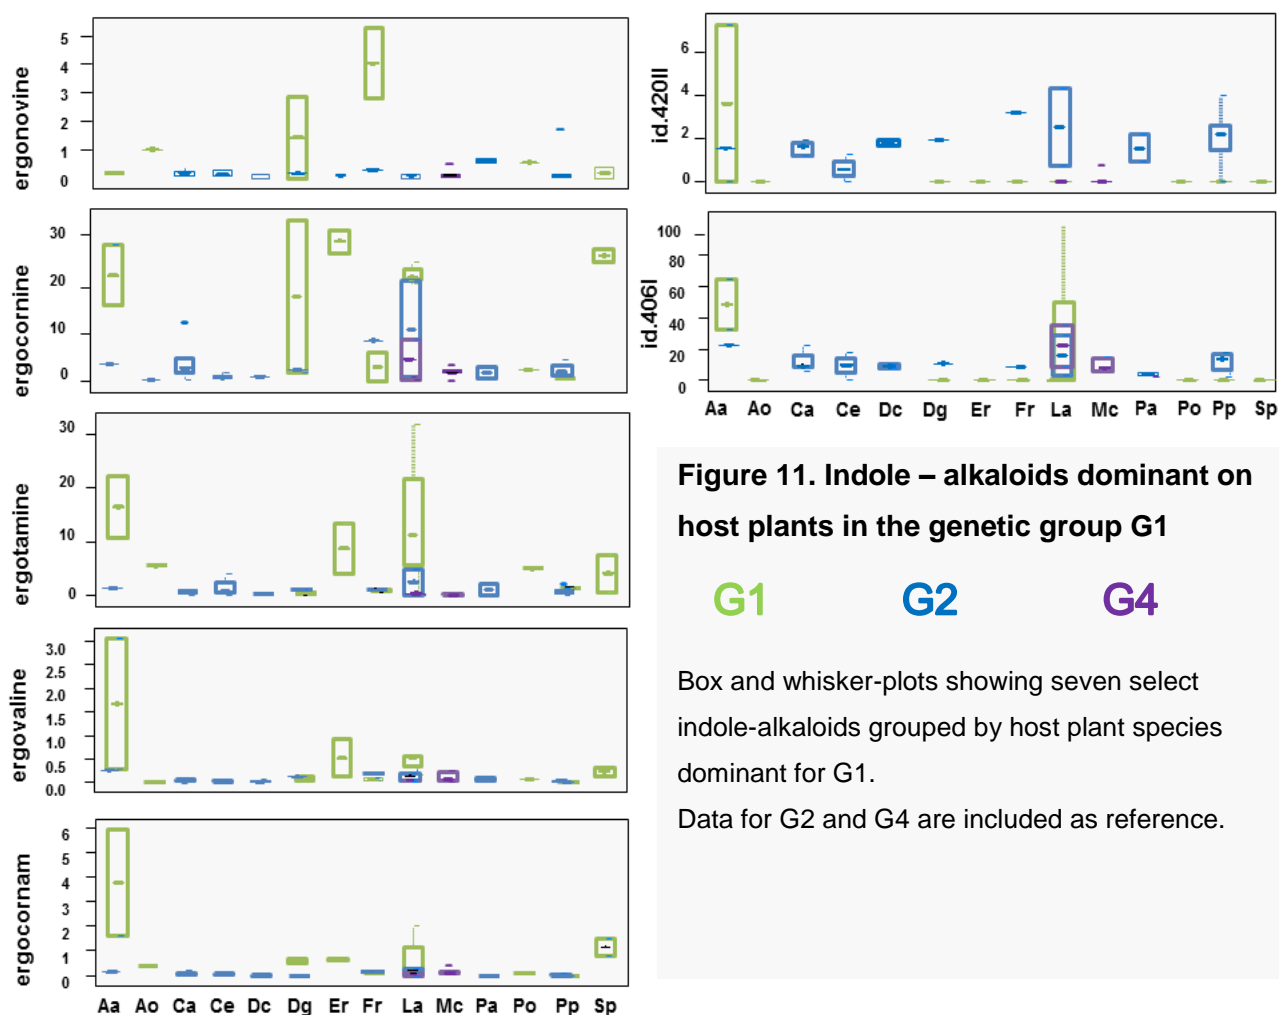 ergonovine
5
4
3
2
1
0
ergocornine
30
20
10
0
ergotamine
30
20
10
0
ergovaline
3.0
2.5
2.0
1.5
1.0
0.5
0.0
ergocornam
6
5
4
3
2
1
0
Aa Ao Ca Ce Dc Dg Er Fr La Mc Pa Po Pp Sp
id.420II
6
4
2
0
id.406I
100
80
60
40
20
0
Aa Ao Ca Ce Dc Dg Er Fr La Mc Pa Po Pp Sp
Figure 11. Indole – alkaloids dominant on
host plants in the genetic group G1
G1 G2 G4
Box and whisker-plots showing seven select
indole-alkaloids grouped by host plant species
dominant for G1.
Data for G2 and G4 are included as reference.